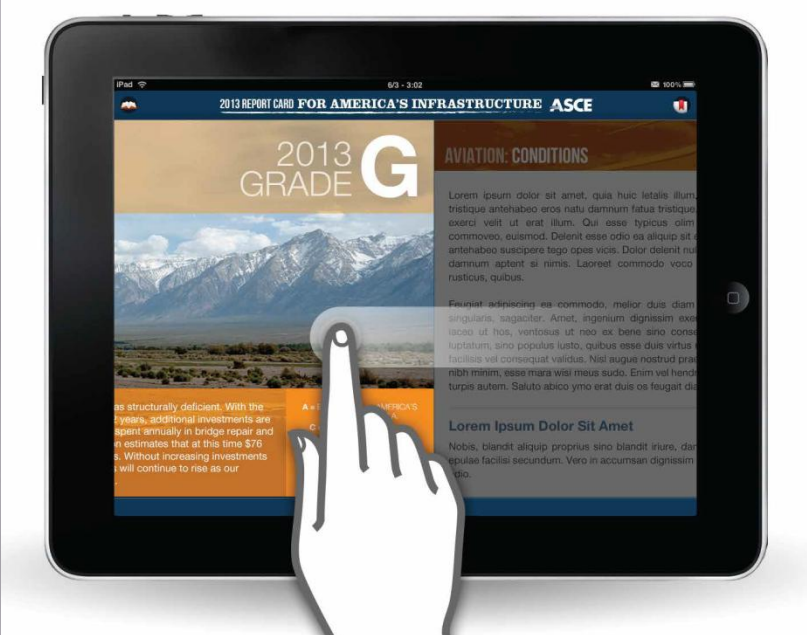 iPad
6/3 - 3:02
100%
2013 REPORT CARD FOR AMERICA'S INFRASTRUCTURE ASCE
2013
GRADE G
as structurally deficient. With the
years, additional investments are
spent annually in bridge repair and
n estimates that at this time $76
s. Without increasing investments
will continue to rise as our
A =
AMERICA'S
C
AVIATION: CONDITIONS
Lorem ipsum dolor sit amet, quia huic letalis illum,
tristique antehabeo eros natu damnum fatua tristique
exerci velit ut erat illum. Qui esse typicus olim
commoveo, euismod. Delenit esse odio ea aliquip sit
antehabeo suscipere tego opes vicis. Dolor delenit nul
damnum aptent si nimis. Laoreet commodo voco
rusticus, quibus.
Feugiat adipiscing ea commodo, melior duis diam
singularis, sagaciter. Amet, ingenium dignissim exe
iaceo ut hos, ventosus ut neo ex bene sino conse
luptatum, sino populus iusto, quibus esse duis virtus
facilisis vel consequat validus. Nisl augue nostrud prae
nibh minim, esse mara wisi meus sudo. Enim vel hendr
turpis autem. Saluto abico ymo erat duis os feugait dia
Lorem Ipsum Dolor Sit Amet
Nobis, blandit aliquip proprius sino blandit iriure, dan
epulae facilisi secundum. Vero in accumsan dignissim
odio.